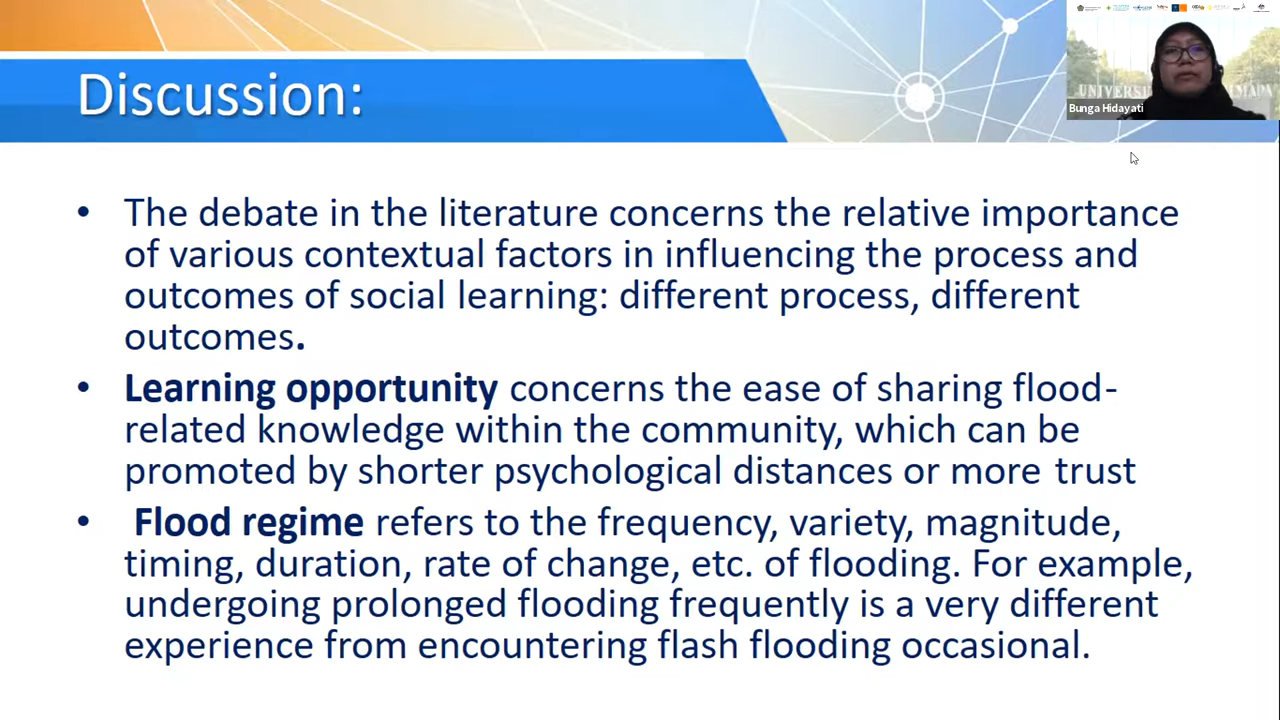 Discussion:
Bunga Hidayati
• The debate in the literature concerns the relative importance
of various contextual factors in influencing the process and
outcomes of social learning: different process, different
outcomes.
• Learning opportunity concerns the ease of sharing flood-
related knowledge within the community, which can be
promoted by shorter psychological distances or more trust
• Flood regime refers to the frequency, variety, magnitude,
timing, duration, rate of change, etc. of flooding. For example,
undergoing prolonged flooding frequently is a very different
experience from encountering flash flooding occasional.